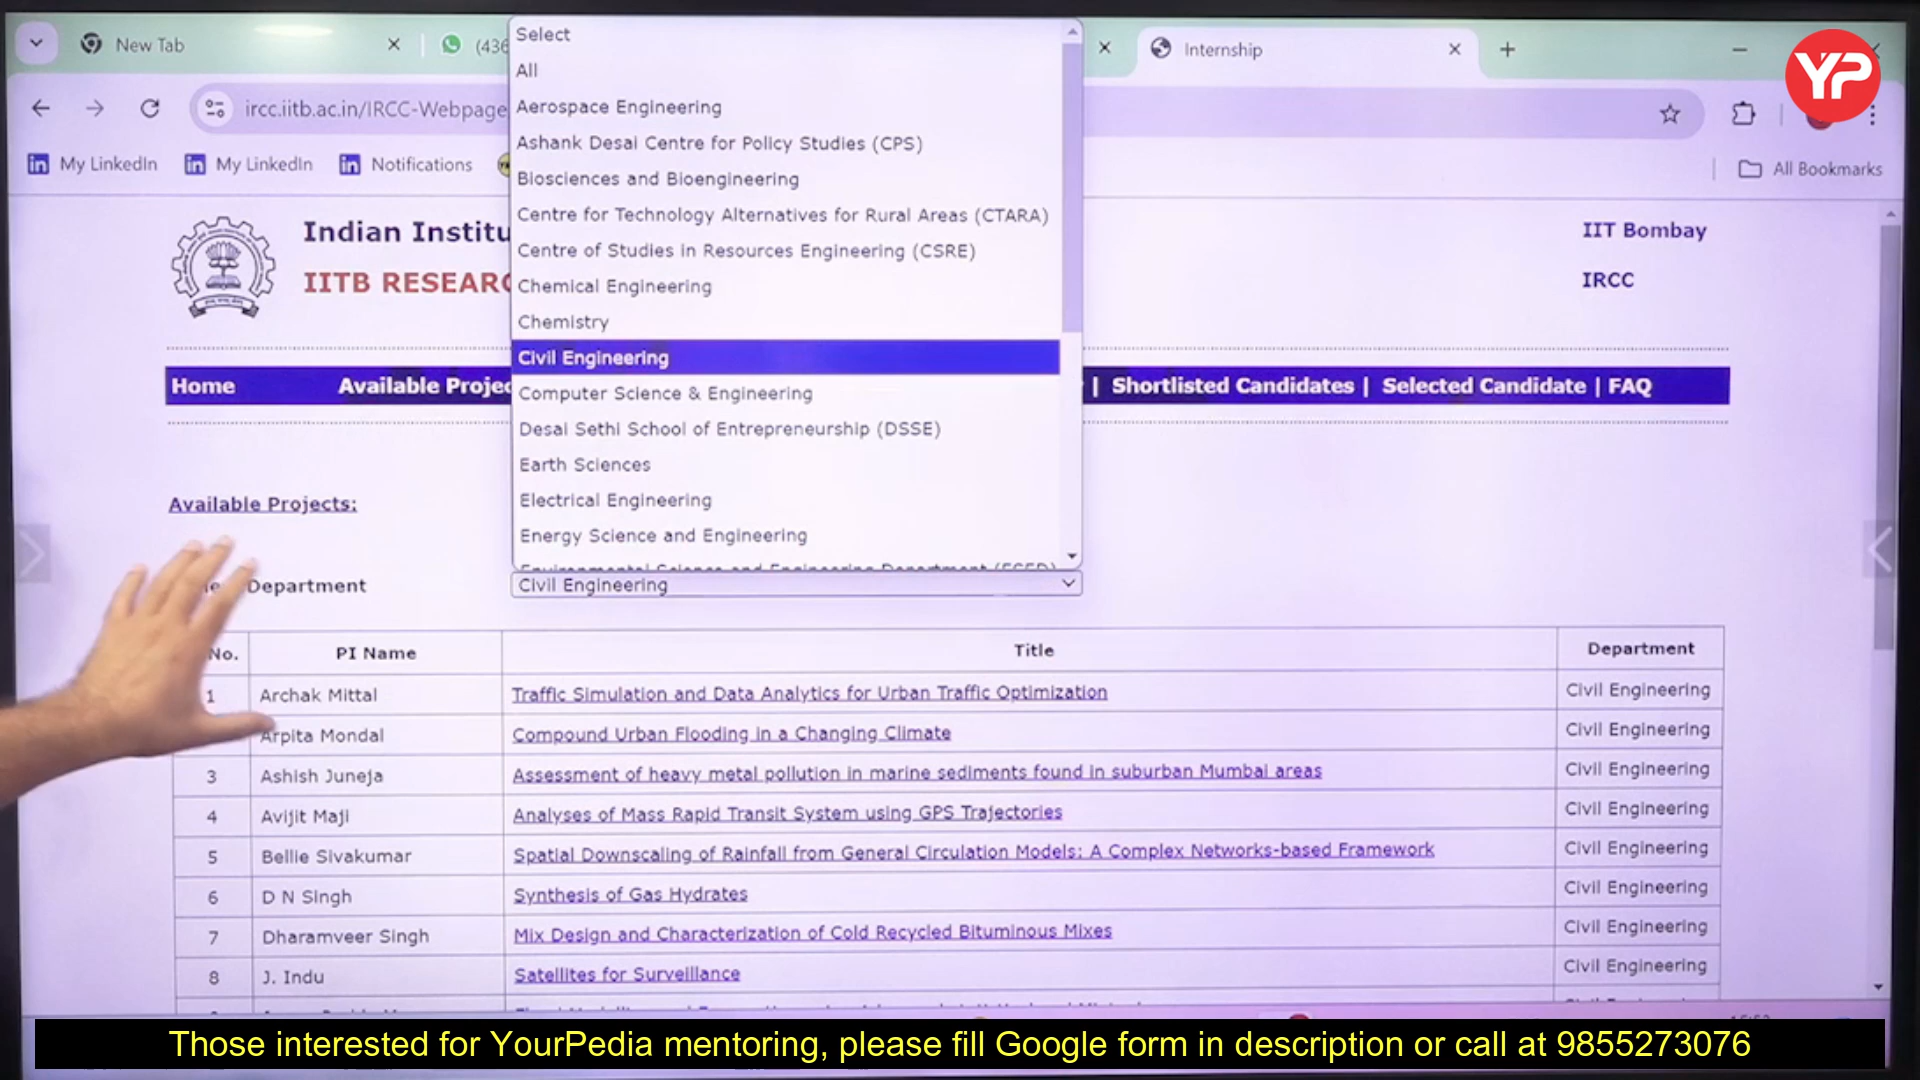 New Tab
(436
Internship
YP
ircc.iitb.ac.in/IRCC-Webpage
My LinkedIn
My LinkedIn
Notifications
All Bookmarks
Select
All
Aerospace Engineering
Ashank Desai Centre for Policy Studies (CPS)
Biosciences and Bioengineering
Centre for Technology Alternatives for Rural Areas (CTARA)
Centre of Studies in Resources Engineering (CSRE)
Chemical Engineering
Chemistry
Civil Engineering
Computer Science & Engineering
Desai Sethi School of Entrepreneurship (DSSE)
Earth Sciences
Electrical Engineering
Energy Science and Engineering
Indian Institu
IITB RESEARC
IIT Bombay
IRCC
Home Available Projec | Shortlisted Candidates | Selected Candidate | FAQ
Available Projects:
Department Civil Engineering
No. PI Name Title Department
1 Archak Mittal Traffic Simulation and Data Analytics for Urban Traffic Optimization Civil Engineering
Arpita Mondal Compound Urban Flooding in a Changing Climate Civil Engineering
3 Ashish Juneja Assessment of heavy metal pollution in marine sediments found in suburban Mumbai areas Civil Engineering
4 Avijit Maji Analyses of Mass Rapid Transit System using GPS Trajectories Civil Engineering
5 Bellie Sivakumar Spatial Downscaling of Rainfall from General Circulation Models: A Complex Networks-based Framework Civil Engineering
6 D N Singh Synthesis of Gas Hydrates Civil Engineering
7 Dharamveer Singh Mix Design and Characterization of Cold Recycled Bituminous Mixes Civil Engineering
8 J. Indu Satellites for Surveillance Civil Engineering
Those interested for YourPedia mentoring, please fill Google form in description or call at 9855273076